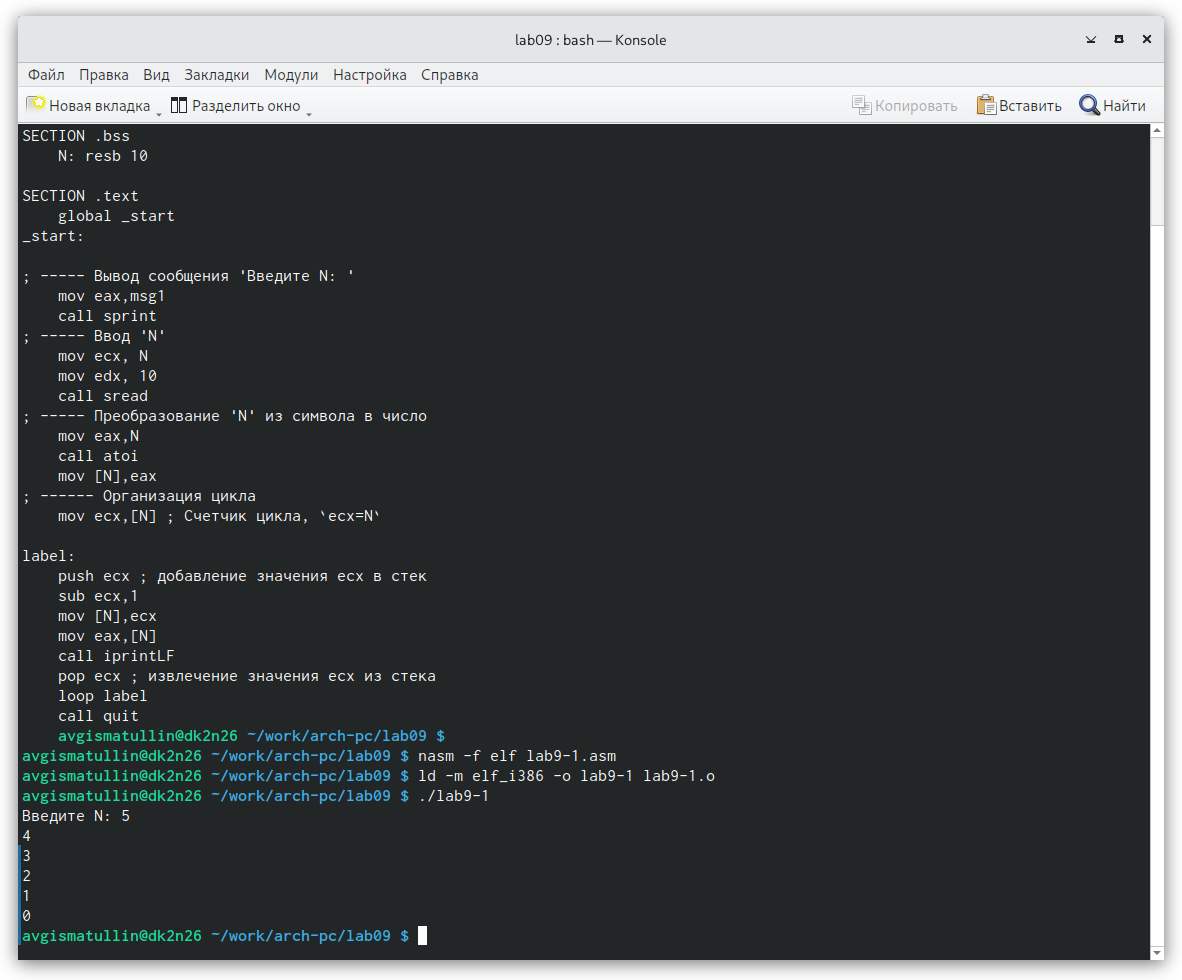 lab09 : bash — Konsole
Файл Правка Вид Закладки Модули Настройка Справка
Новая вкладка Разделить окно Копировать Вставить Найти
SECTION .bss
    N: resb 10

SECTION .text
    global _start
_start:

; ----- Вывод сообщения 'Введите N: '
    mov eax,msg1
    call sprint
; ----- Ввод 'N'
    mov ecx, N
    mov edx, 10
    call sread
; ----- Преобразование 'N' из символа в число
    mov eax,N
    call atoi
    mov [N],eax
; ------ Организация цикла
    mov ecx,[N] ; Счетчик цикла, `ecx=N`

label:
    push ecx ; добавление значения ecx в стек
    sub ecx,1
    mov [N],ecx
    mov eax,[N]
    call iprintLF
    pop ecx ; извлечение значения ecx из стека
    loop label
    call quit
    avgismatullin@dk2n26 ~/work/arch-pc/lab09 $
avgismatullin@dk2n26 ~/work/arch-pc/lab09 $ nasm -f elf lab9-1.asm
avgismatullin@dk2n26 ~/work/arch-pc/lab09 $ ld -m elf_i386 -o lab9-1 lab9-1.o
avgismatullin@dk2n26 ~/work/arch-pc/lab09 $ ./lab9-1
Введите N: 5
4
3
2
1
0
avgismatullin@dk2n26 ~/work/arch-pc/lab09 $